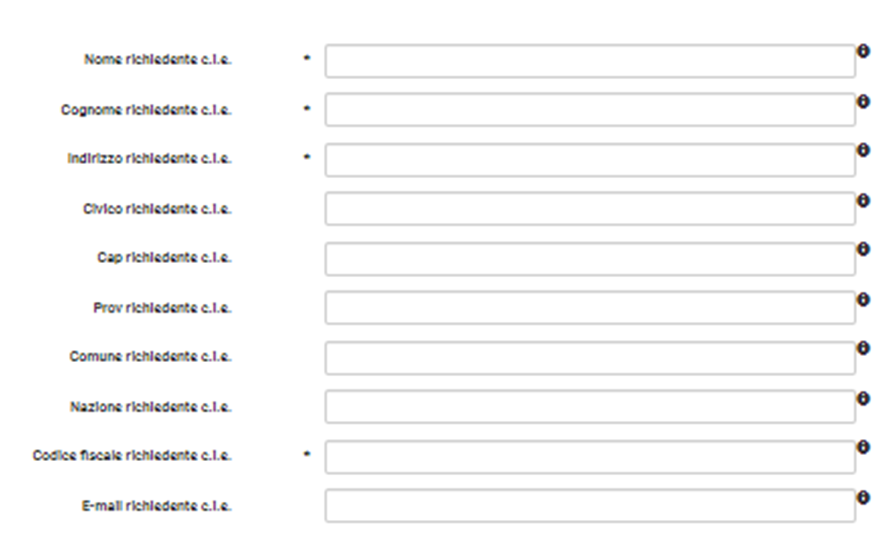 Nome richiedente c.i.e. *
Cognome richiedente c.i.e. *
Indirizzo richiedente c.i.e. *
Civico richiedente c.i.e.
Cap richiedente c.i.e.
Prov richiedente c.i.e.
Comune richiedente c.i.e.
Nazione richiedente c.i.e.
Codice fiscale richiedente c.i.e. *
E-mail richiedente c.i.e.